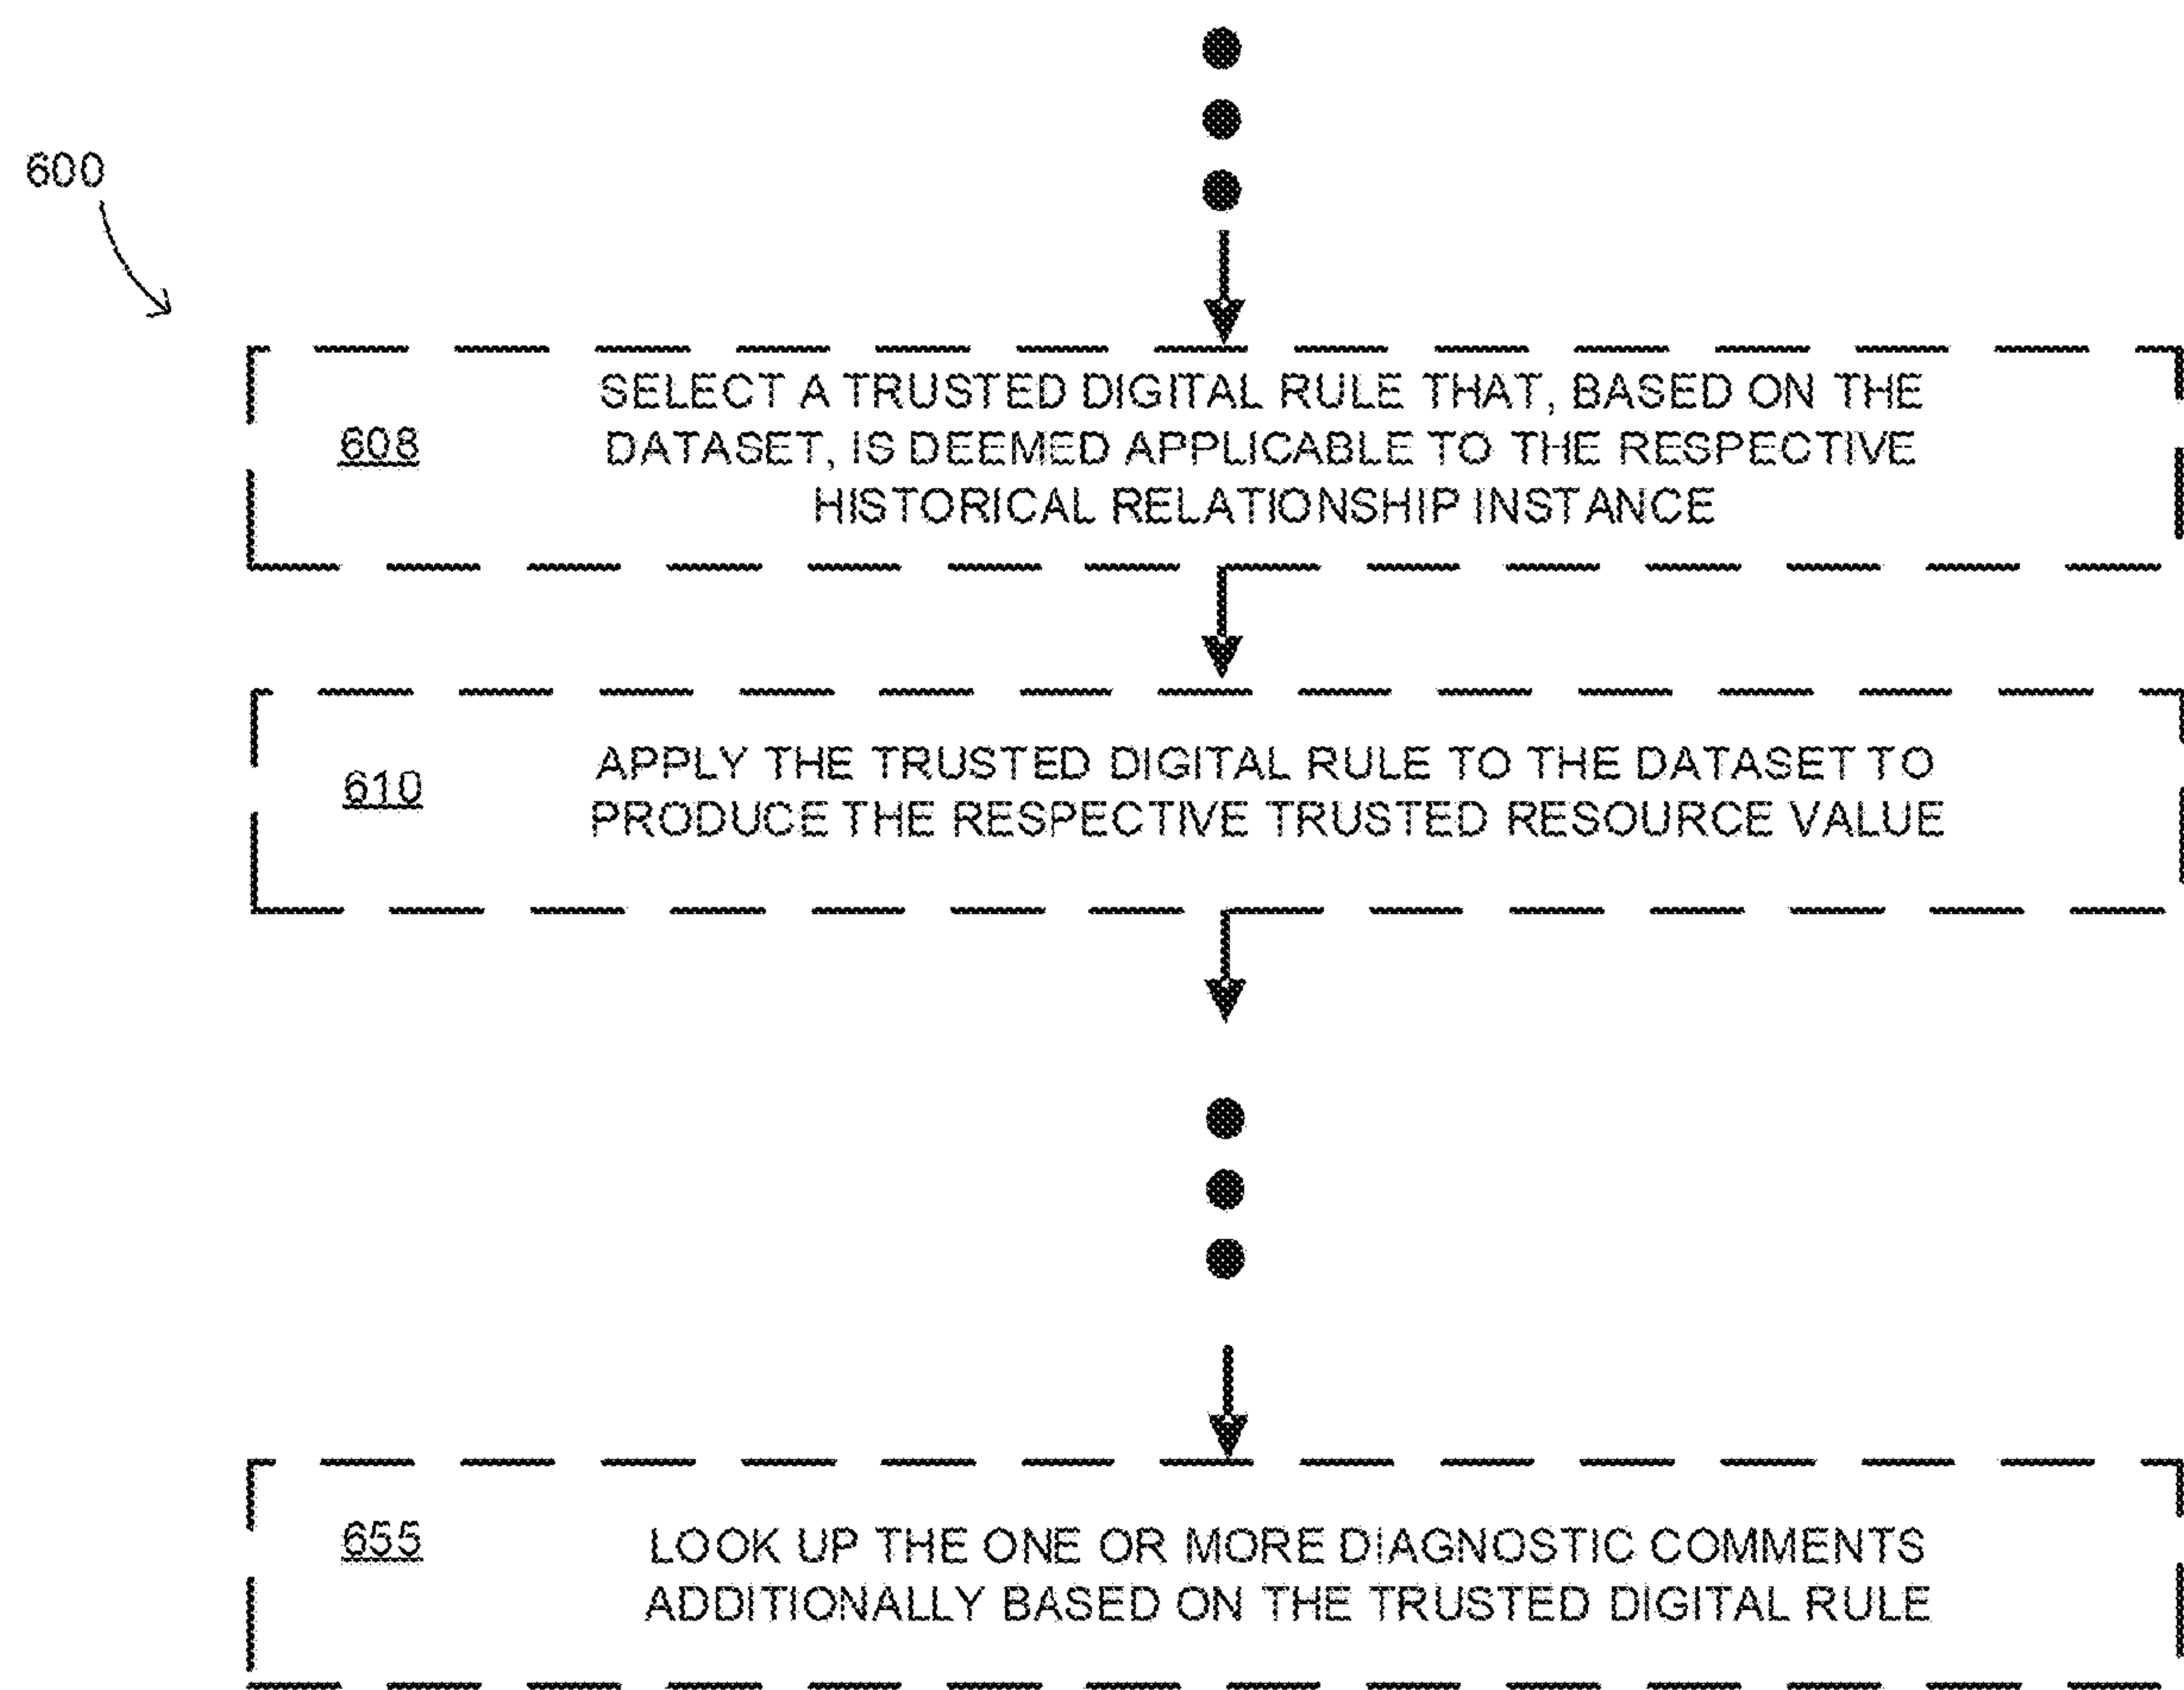 600
608
SELECT A TRUSTED DIGITAL RULE THAT, BASED ON THE
DATASET, IS DEEMED APPLICABLE TO THE RESPECTIVE
HISTORICAL RELATIONSHIP INSTANCE
610
APPLY THE TRUSTED DIGITAL RULE TO THE DATASET TO
PRODUCE THE RESPECTIVE TRUSTED RESOURCE VALUE
655
LOOK UP THE ONE OR MORE DIAGNOSTIC COMMENTS
ADDITIONALLY BASED ON THE TRUSTED DIGITAL RULE